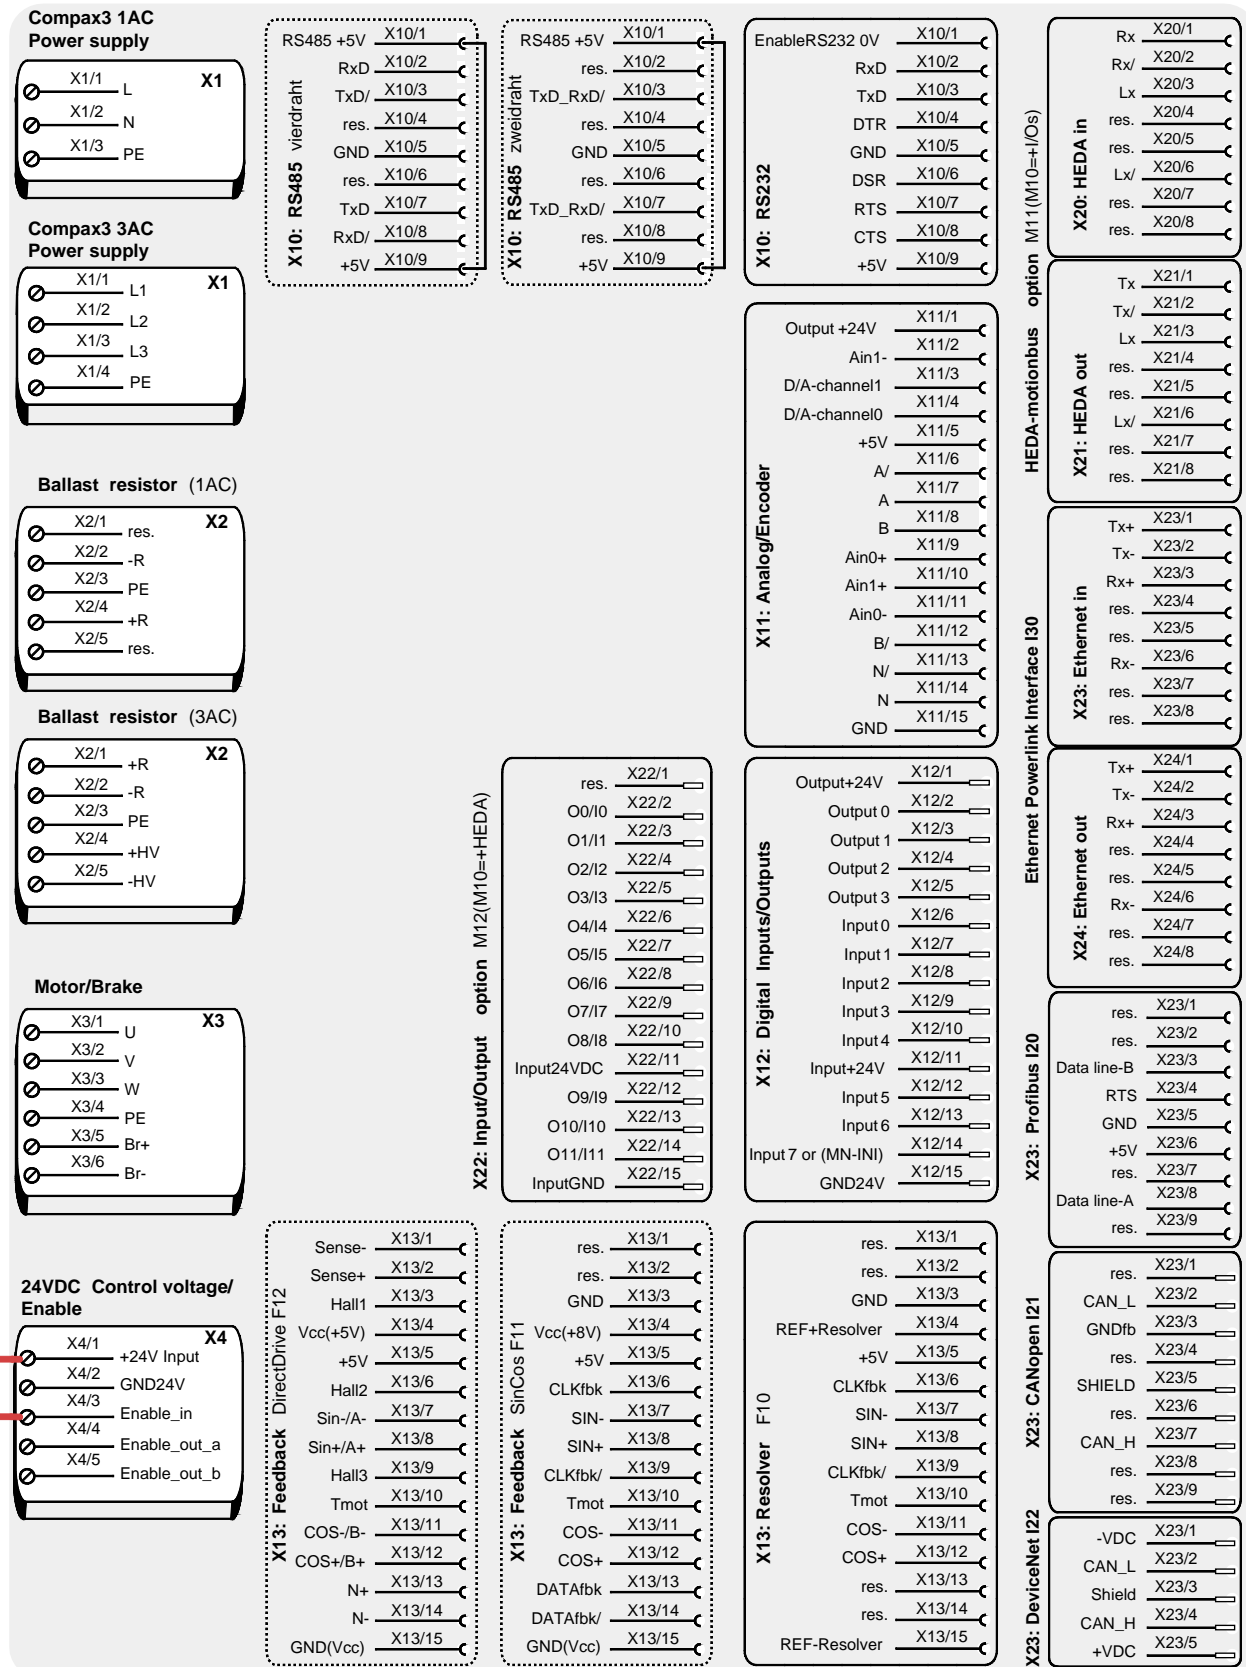 Compax3 1AC
Power supply
X1
X1/1 L
X1/2 N
X1/3 PE
Compax3 3AC
Power supply
X1
X1/1 L1
X1/2 L2
X1/3 L3
X1/4 PE
Ballast resistor (1AC)
X2
X2/1 res.
X2/2 -R
X2/3 PE
X2/4 +R
X2/5 res.
Ballast resistor (3AC)
X2
X2/1 +R
X2/2 -R
X2/3 PE
X2/4 +HV
X2/5 -HV
Motor/Brake
X3
X3/1 U
X3/2 V
X3/3 W
X3/4 PE
X3/5 Br+
X3/6 Br-
24VDC Control voltage/
Enable
X4
X4/1 +24V Input
X4/2 GND24V
X4/3 Enable_in
X4/4 Enable_out_a
X4/5 Enable_out_b
X10: RS485 vierdraht
RS485 +5V X10/1
RxD X10/2
TxD/ X10/3
res. X10/4
GND X10/5
res. X10/6
TxD X10/7
RxD/ X10/8
+5V X10/9
X10: RS485 zweidraht
RS485 +5V X10/1
res. X10/2
TxD_RxD/ X10/3
res. X10/4
GND X10/5
res. X10/6
TxD_RxD/ X10/7
res. X10/8
+5V X10/9
X10: RS232
EnableRS232 0V X10/1
RxD X10/2
TxD X10/3
DTR X10/4
GND X10/5
DSR X10/6
RTS X10/7
CTS X10/8
+5V X10/9
X11: Analog/Encoder
Output +24V X11/1
Ain1- X11/2
D/A-channel1 X11/3
D/A-channel0 X11/4
+5V X11/5
A/ X11/6
A X11/7
B X11/8
Ain0+ X11/9
Ain1+ X11/10
Ain0- X11/11
B/ X11/12
N/ X11/13
N X11/14
GND X11/15
X22: Input/Output option M12(M10=+HEDA)
res. X22/1
O0/I0 X22/2
O1/I1 X22/3
O2/I2 X22/4
O3/I3 X22/5
O4/I4 X22/6
O5/I5 X22/7
O6/I6 X22/8
O7/I7 X22/9
O8/I8 X22/10
Input24VDC X22/11
O9/I9 X22/12
O10/I10 X22/13
O11/I11 X22/14
InputGND X22/15
X12: Digital Inputs/Outputs
Output+24V X12/1
Output 0 X12/2
Output 1 X12/3
Output 2 X12/4
Output 3 X12/5
Input 0 X12/6
Input 1 X12/7
Input 2 X12/8
Input 3 X12/9
Input 4 X12/10
Input+24V X12/11
Input 5 X12/12
Input 6 X12/13
Input 7 or (MN-INI) X12/14
GND24V X12/15
X13: Feedback DirectDrive F12
Sense- X13/1
Sense+ X13/2
Hall1 X13/3
Vcc(+5V) X13/4
+5V X13/5
Hall2 X13/6
Sin-/A- X13/7
Sin+/A+ X13/8
Hall3 X13/9
Tmot X13/10
COS-/B- X13/11
COS+/B+ X13/12
N+ X13/13
N- X13/14
GND(Vcc) X13/15
X13: Feedback SinCos F11
res. X13/1
res. X13/2
GND X13/3
Vcc(+8V) X13/4
+5V X13/5
CLKfbk X13/6
SIN- X13/7
SIN+ X13/8
CLKfbk/ X13/9
Tmot X13/10
COS- X13/11
COS+ X13/12
DATAfbk X13/13
DATAfbk/ X13/14
GND(Vcc) X13/15
X13: Resolver F10
res. X13/1
res. X13/2
GND X13/3
REF+Resolver X13/4
+5V X13/5
CLKfbk X13/6
SIN- X13/7
SIN+ X13/8
CLKfbk/ X13/9
Tmot X13/10
COS- X13/11
COS+ X13/12
res. X13/13
res. X13/14
REF-Resolver X13/15
HEDA-motionbus option M11(M10=+I/Os)
X20: HEDA in
Rx X20/1
Rx/ X20/2
Lx X20/3
res. X20/4
res. X20/5
Lx/ X20/6
res. X20/7
res. X20/8
X21: HEDA out
Tx X21/1
Tx/ X21/2
Lx X21/3
res. X21/4
res. X21/5
Lx/ X21/6
res. X21/7
res. X21/8
Ethernet Powerlink Interface I30
X23: Ethernet in
Tx+ X23/1
Tx- X23/2
Rx+ X23/3
res. X23/4
res. X23/5
Rx- X23/6
res. X23/7
res. X23/8
X24: Ethernet out
Tx+ X24/1
Tx- X24/2
Rx+ X24/3
res. X24/4
res. X24/5
Rx- X24/6
res. X24/7
res. X24/8
X23: Profibus I20
res. X23/1
res. X23/2
Data line-B X23/3
RTS X23/4
GND X23/5
+5V X23/6
res. X23/7
Data line-A X23/8
res. X23/9
X23: CANopen I21
res. X23/1
CAN_L X23/2
GNDfb X23/3
res. X23/4
SHIELD X23/5
res. X23/6
CAN_H X23/7
res. X23/8
res. X23/9
X23: DeviceNet I22
-VDC X23/1
CAN_L X23/2
Shield X23/3
CAN_H X23/4
+VDC X23/5